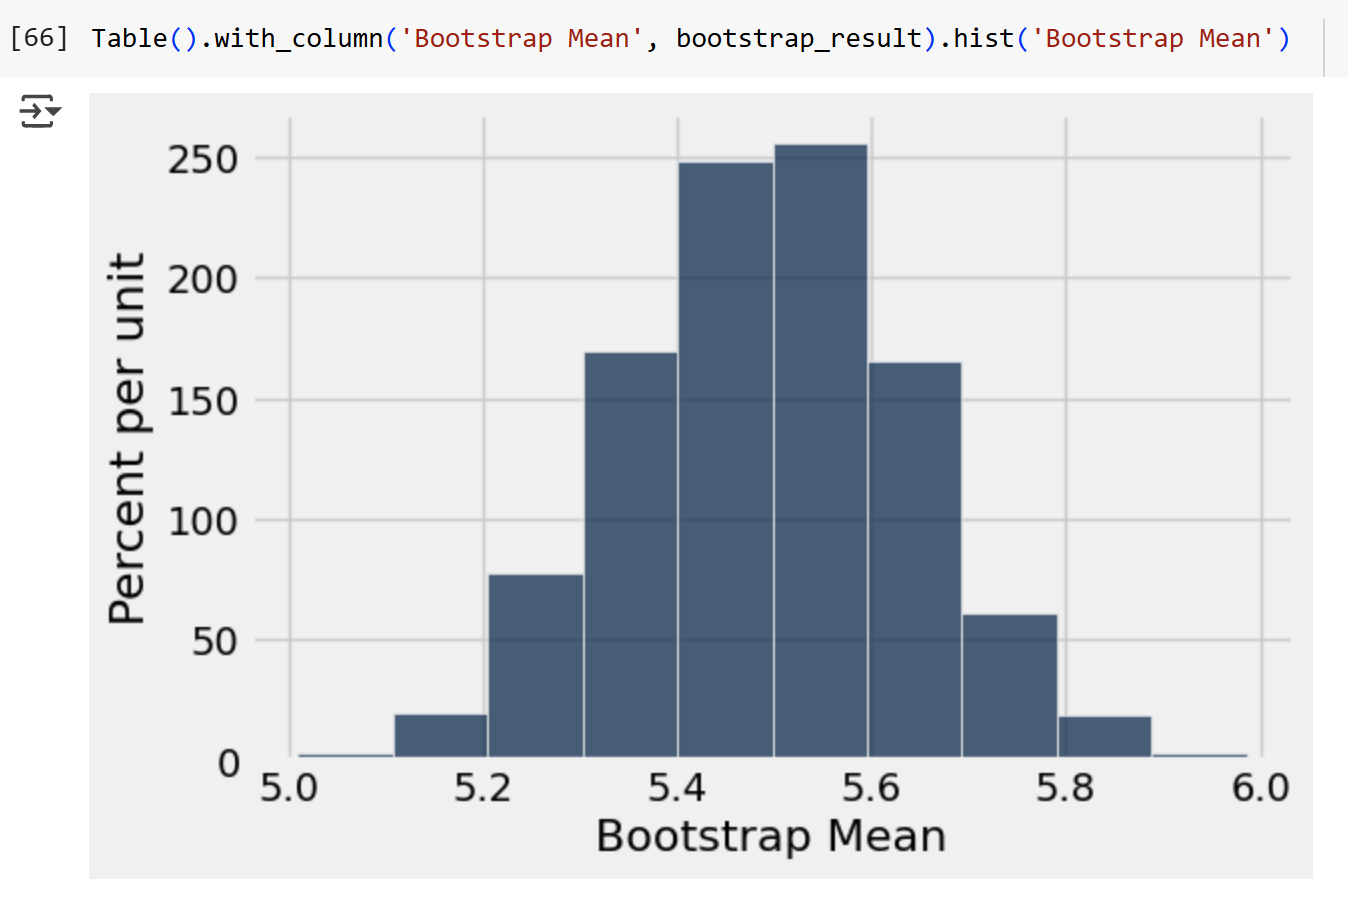 [66] Table().with_column('Bootstrap Mean', bootstrap_result).hist('Bootstrap Mean')
250
200
150
100
50
0
Percent per unit
5.0 5.2 5.4 5.6 5.8 6.0
Bootstrap Mean